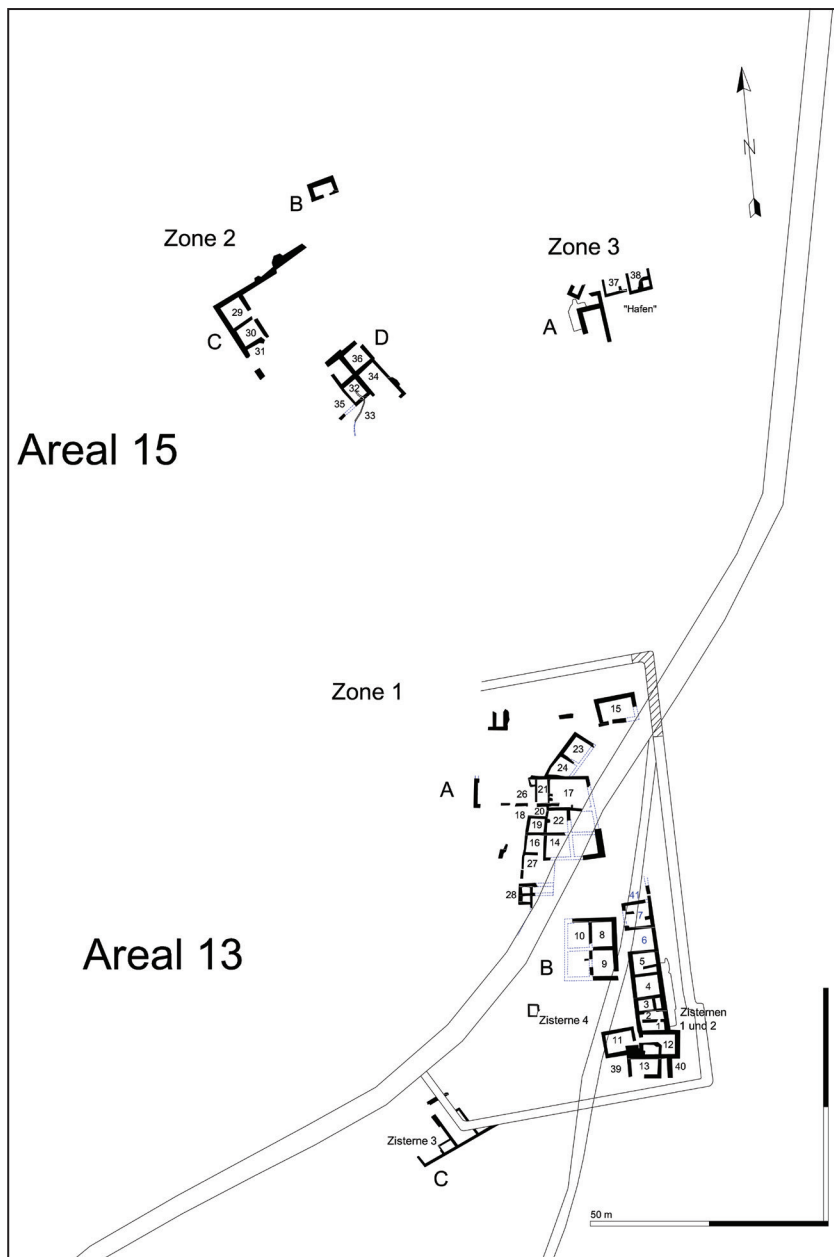 N
B
Zone 2
Zone 3
37
38
"Hafen"
A
29
30
31
C
D
36
34
32
35
33
Areal 15
Zone 1
15
23
24
A
26
21
17
18
20
19
22
16
14
27
28
Areal 13
41
7
6
10
8
B
9
5
4
3
2
1
Zisternen
1 und 2
Zisterne 4
11
12
39
13
40
Zisterne 3
C
50 m